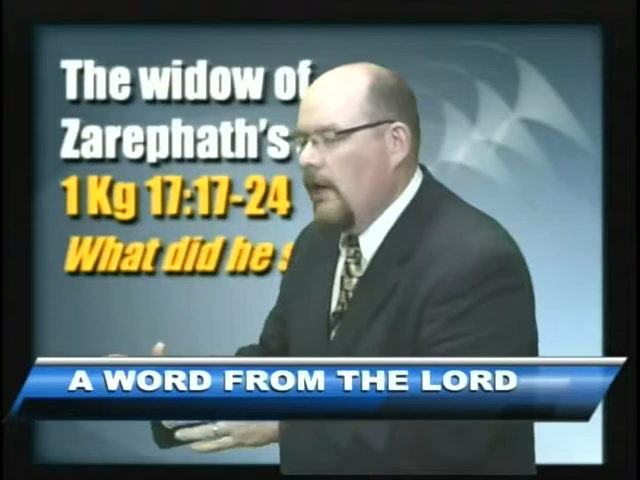 The widow of
Zarephath's
1 Kg 17:17-24
What did he
A WORD FROM THE LORD